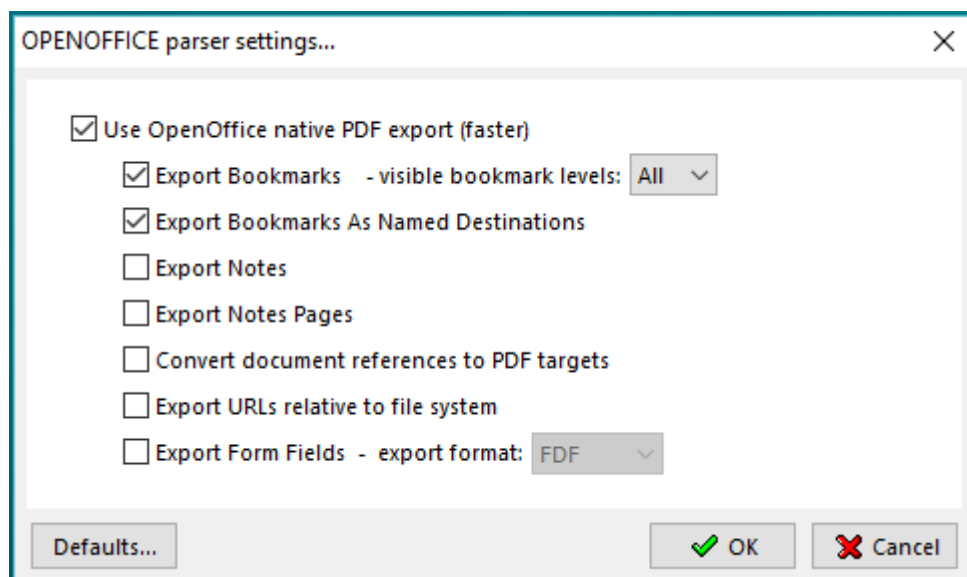 OPENOFFICE parser settings...
Use OpenOffice native PDF export (faster)
Export Bookmarks - visible bookmark levels: All
Export Bookmarks As Named Destinations
Export Notes
Export Notes Pages
Convert document references to PDF targets
Export URLs relative to file system
Export Form Fields - export format: FDF
Defaults... OK Cancel